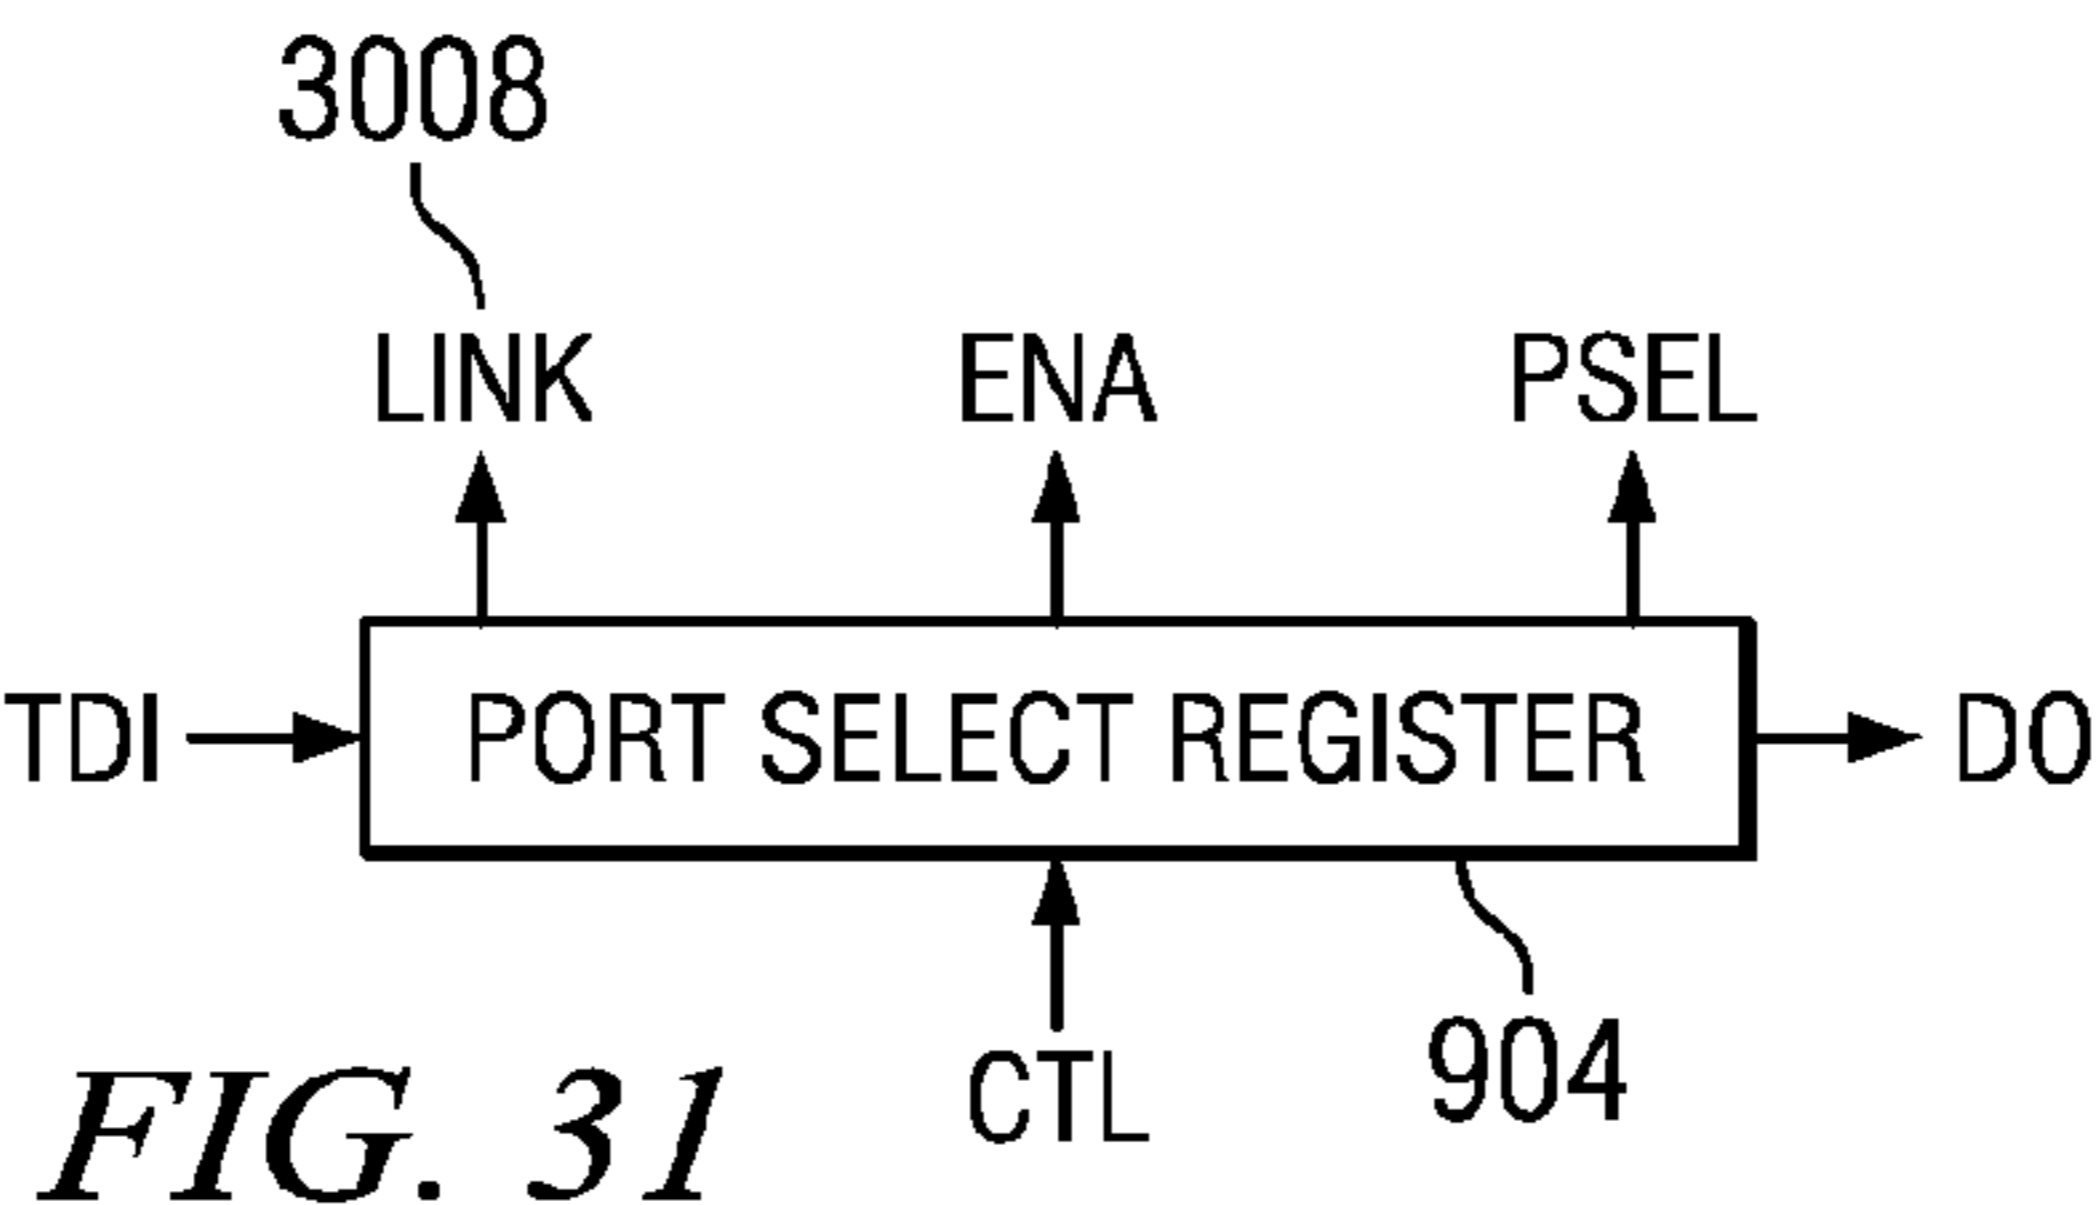 3008
LINK ENA PSEL
TDI PORT SELECT REGISTER DO
CTL 904
FIG. 31